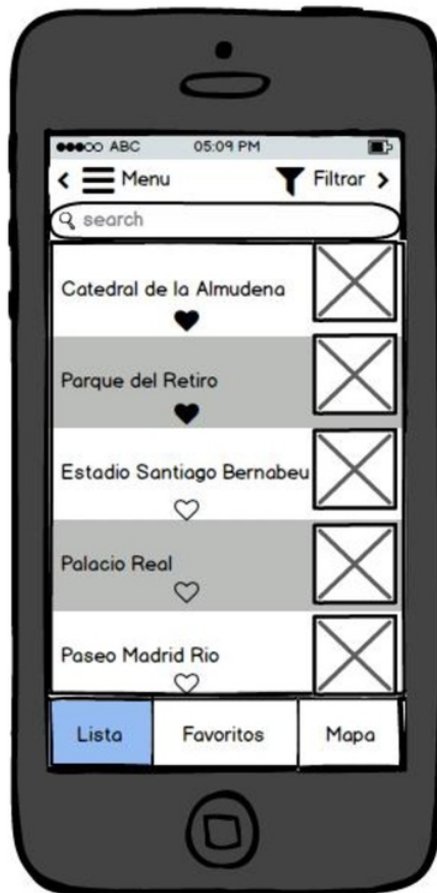 ABC 05:09 PM
< Menu Filtrar >
search
Catedral de la Almudena
Parque del Retiro
Estadio Santiago Bernabeu
Palacio Real
Paseo Madrid Rio
Lista Favoritos Mapa